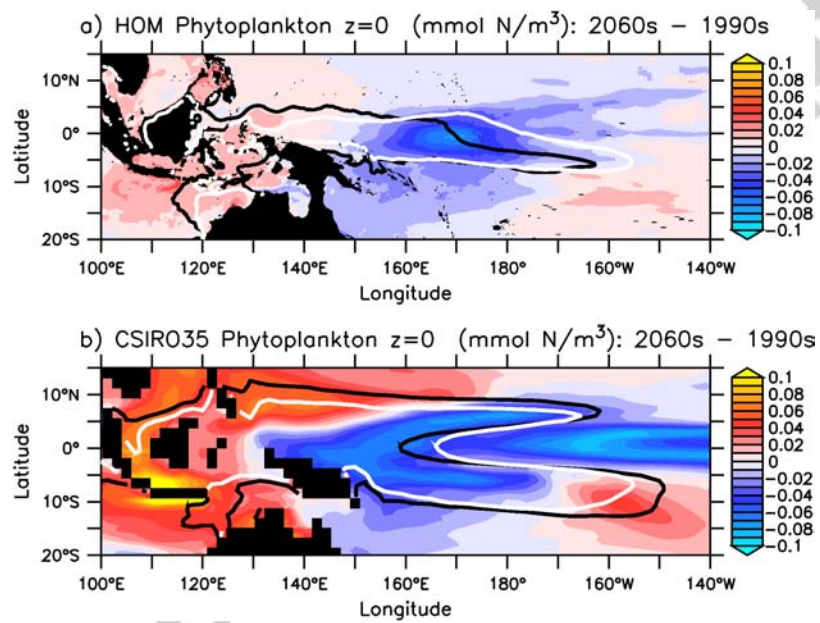 a) HOM Phytoplankton z=0 (mmol N/m³): 2060s − 1990s
10°N
0°
10°S
20°S
Latitude
100°E 120°E 140°E 160°E 180° 160°W 140°W
Longitude
0.1
0.08
0.06
0.04
0.02
0
−0.02
−0.04
−0.06
−0.08
−0.1
b) CSIRO35 Phytoplankton z=0 (mmol N/m³): 2060s − 1990s
10°N
0°
10°S
20°S
Latitude
100°E 120°E 140°E 160°E 180° 160°W 140°W
Longitude
0.1
0.08
0.06
0.04
0.02
0
−0.02
−0.04
−0.06
−0.08
−0.1